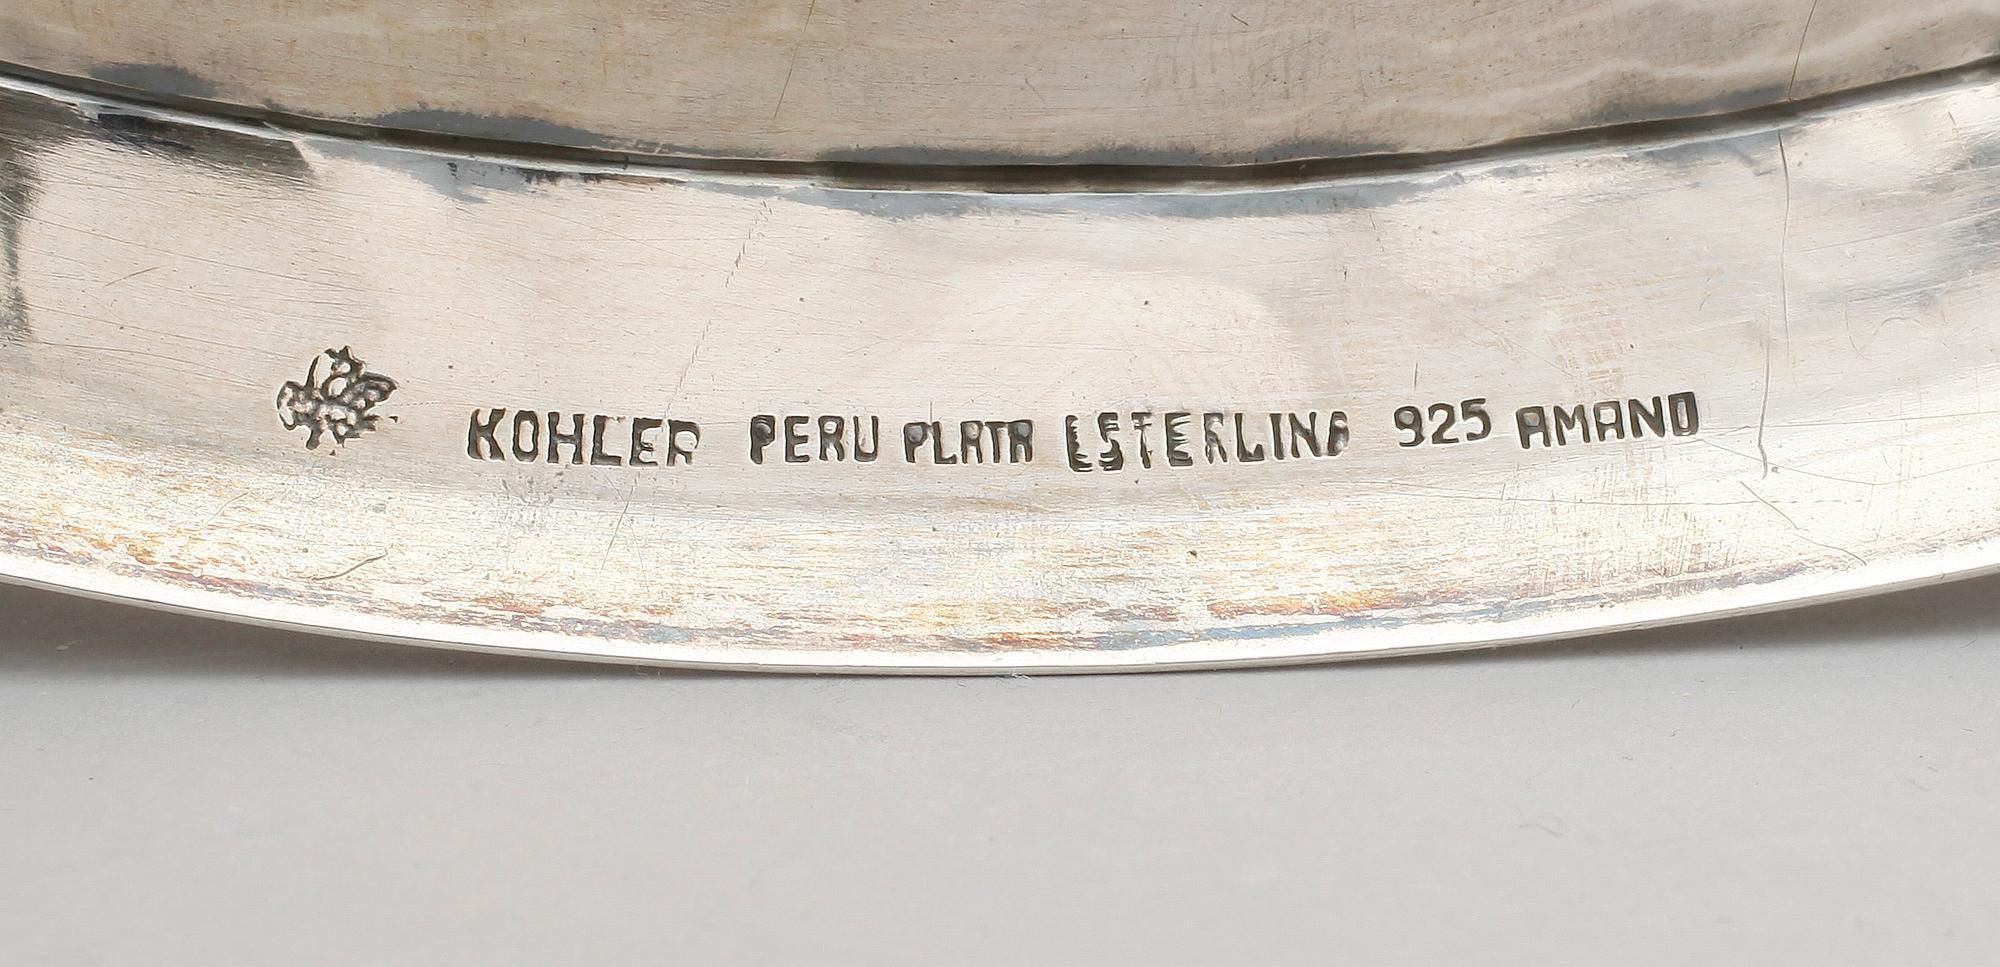 KOHLER PERU PLATA ESTERLINA 925 AMANO